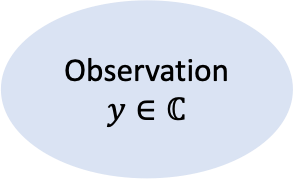 Observation
𝑦 ∈ ℂ